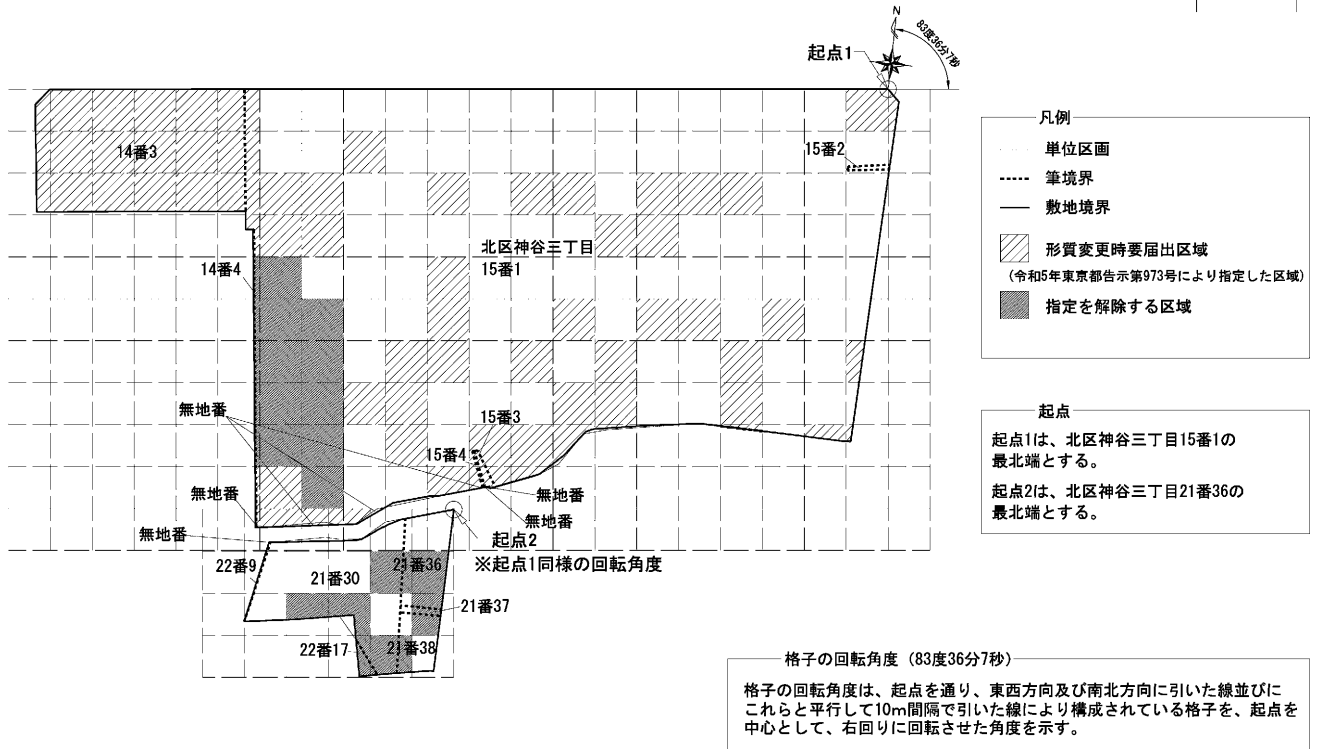 N
83度36分7秒
起点1
14番3
15番2
北区神谷三丁目
15番1
14番4
無地番
15番3
15番4
無地番
無地番
無地番
無地番
起点2
※起点1同様の回転角度
22番9
21番30
21番36
21番37
22番17
21番38
凡例
単位区画
筆境界
敷地境界
形質変更時要届出区域
(令和5年東京都告示第973号により指定した区域)
指定を解除する区域
起点
起点1は、北区神谷三丁目15番1の
最北端とする。
起点2は、北区神谷三丁目21番36の
最北端とする。
格子の回転角度（83度36分7秒）
格子の回転角度は、起点を通り、東西方向及び南北方向に引いた線並びに
これらと平行して10m間隔で引いた線により構成されている格子を、起点を
中心として、右回りに回転させた角度を示す。